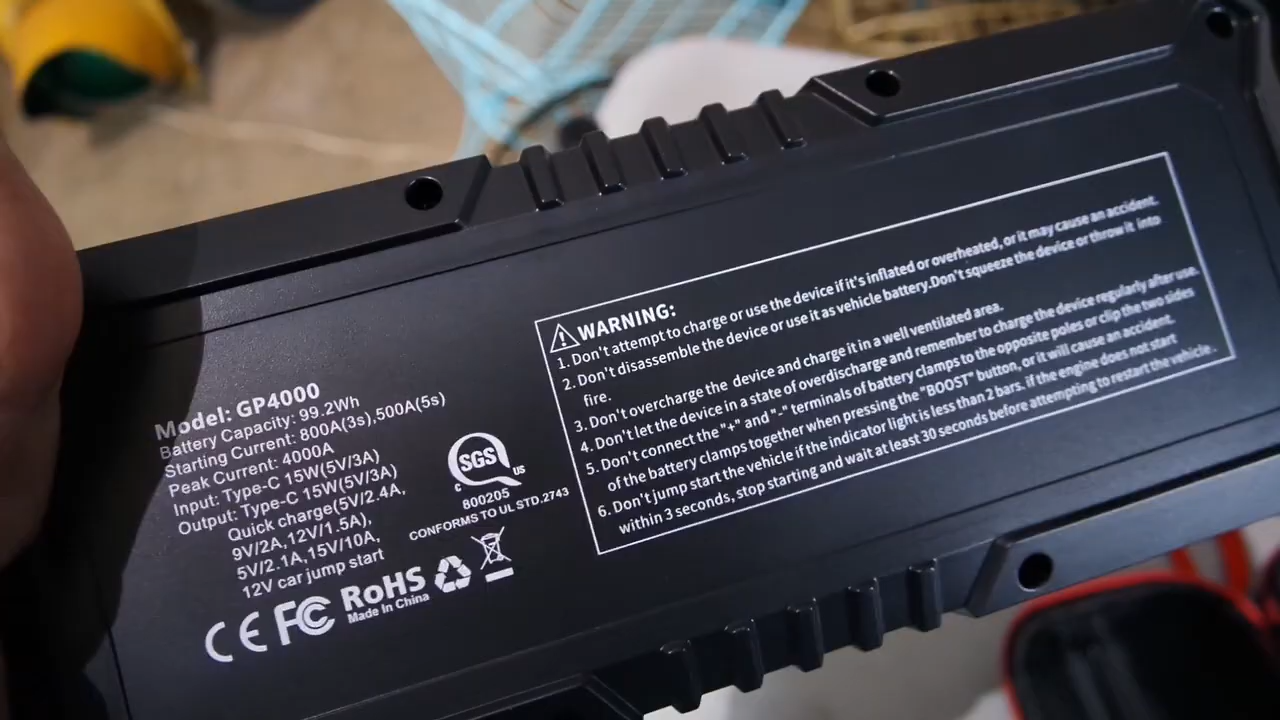 Model: GP4000
Battery Capacity: 99.2Wh
Starting Current: 800A(3s),500A(5s)
Peak Current: 4000A
Input: Type-C 15W(5V/3A)
Output: Type-C 15W(5V/3A)
Quick charge(5V/2.4A,
9V/2A,12V/1.5A),
5V/2.1A,15V/10A,
12V car jump start
CE FC RoHS
Made In China
SGS
C US
800205
CONFORMS TO UL STD.2743
WARNING:
1. Don't attempt to charge or use the device if it's inflated or overheated, or it may cause an accident.
2. Don't disassemble the device or use it as vehicle battery.Don't squeeze the device or throw it into
fire.
3. Don't overcharge the device and charge it in a well ventilated area.
4. Don't let the device in a state of overdischarge and remember to charge the device regularly after use.
5. Don't connect the "+" and "-" terminals of battery clamps to the opposite poles or clip the two sides
of the battery clamps together when pressing the "BOOST" button, or it will cause an accident.
6. Don't jump start the vehicle if the indicator light is less than 2 bars. if the engine does not start
within 3 seconds, stop starting and wait at least 30 seconds before attempting to restart the vehicle.